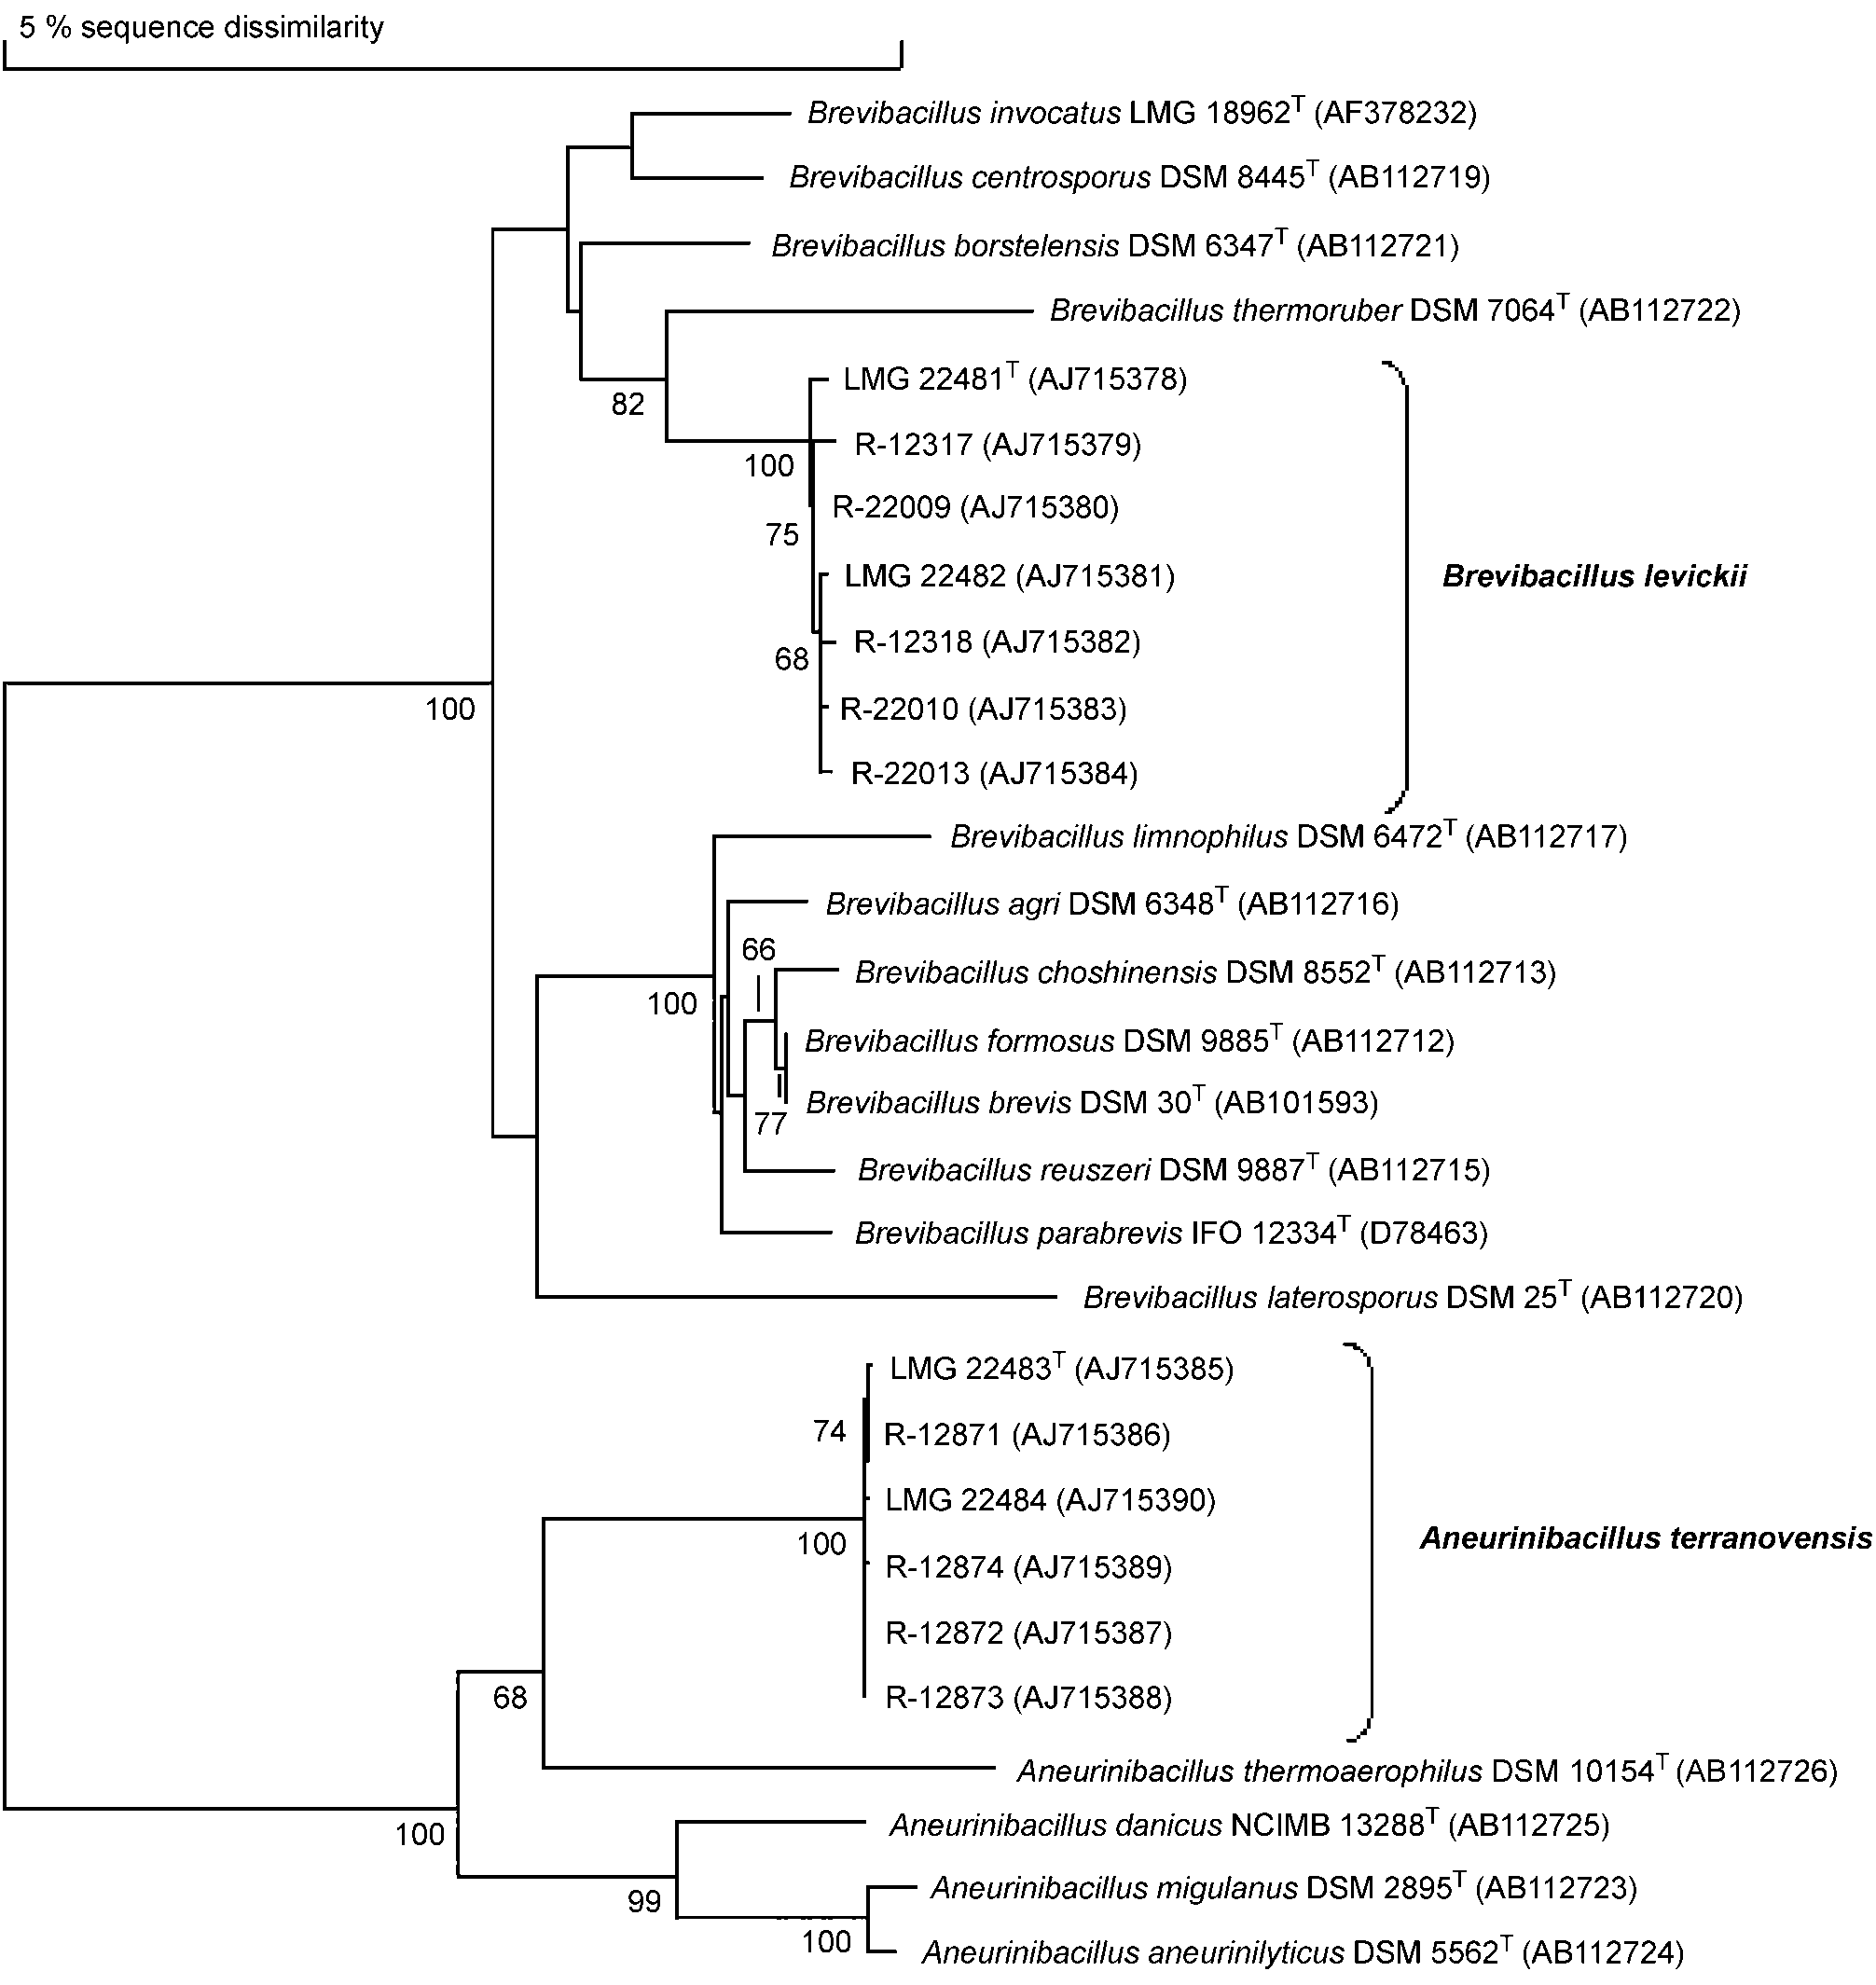 5 % sequence dissimilarity
Brevibacillus invocatus LMG 18962ᵀ (AF378232)
Brevibacillus centrosporus DSM 8445ᵀ (AB112719)
Brevibacillus borstelensis DSM 6347ᵀ (AB112721)
Brevibacillus thermoruber DSM 7064ᵀ (AB112722)
LMG 22481ᵀ (AJ715378)
82
R-12317 (AJ715379)
100
R-22009 (AJ715380)
75
LMG 22482 (AJ715381)
Brevibacillus levickii
R-12318 (AJ715382)
68
R-22010 (AJ715383)
100
R-22013 (AJ715384)
Brevibacillus limnophilus DSM 6472ᵀ (AB112717)
Brevibacillus agri DSM 6348ᵀ (AB112716)
66
Brevibacillus choshinensis DSM 8552ᵀ (AB112713)
100
Brevibacillus formosus DSM 9885ᵀ (AB112712)
Brevibacillus brevis DSM 30ᵀ (AB101593)
77
Brevibacillus reuszeri DSM 9887ᵀ (AB112715)
Brevibacillus parabrevis IFO 12334ᵀ (D78463)
Brevibacillus laterosporus DSM 25ᵀ (AB112720)
LMG 22483ᵀ (AJ715385)
74
R-12871 (AJ715386)
LMG 22484 (AJ715390)
100
Aneurinibacillus terranovensis
R-12874 (AJ715389)
R-12872 (AJ715387)
68
R-12873 (AJ715388)
Aneurinibacillus thermoaerophilus DSM 10154ᵀ (AB112726)
Aneurinibacillus danicus NCIMB 13288ᵀ (AB112725)
100
Aneurinibacillus migulanus DSM 2895ᵀ (AB112723)
99
100
Aneurinibacillus aneurinilyticus DSM 5562ᵀ (AB112724)